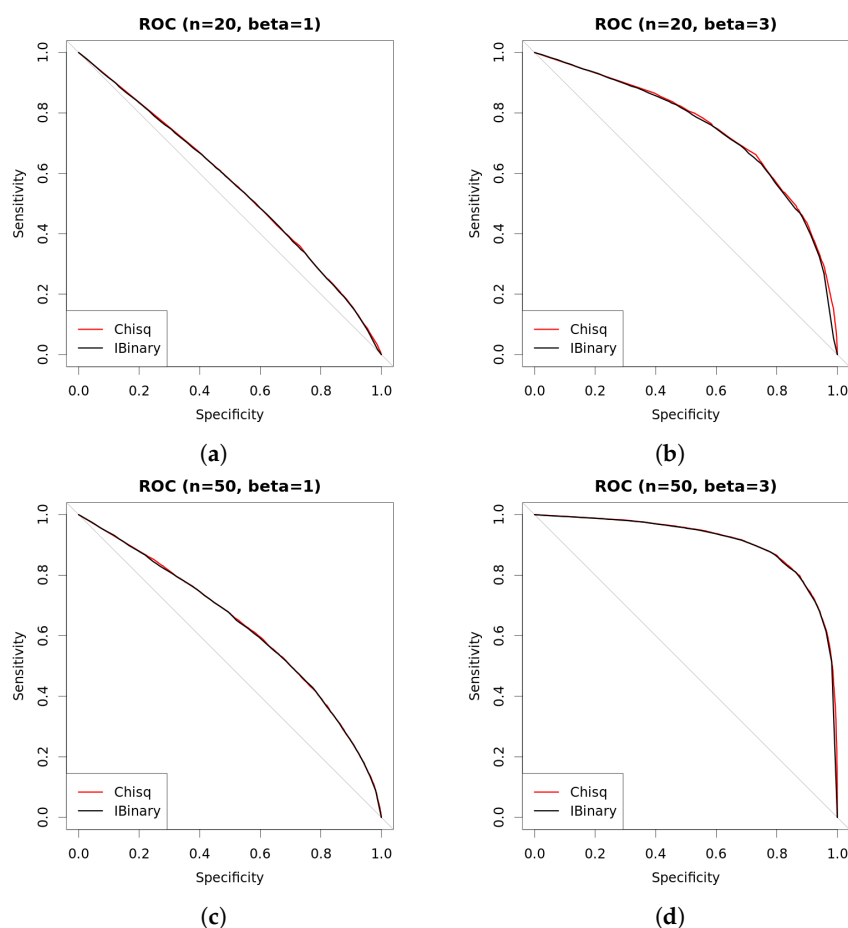 ROC (n=20, beta=1)
Sensitivity
0.0 0.2 0.4 0.6 0.8 1.0
Chisq
IBinary
0.0 0.2 0.4 0.6 0.8 1.0
Specificity
(a)
ROC (n=20, beta=3)
Sensitivity
0.0 0.2 0.4 0.6 0.8 1.0
Chisq
IBinary
0.0 0.2 0.4 0.6 0.8 1.0
Specificity
(b)
ROC (n=50, beta=1)
Sensitivity
0.0 0.2 0.4 0.6 0.8 1.0
Chisq
IBinary
0.0 0.2 0.4 0.6 0.8 1.0
Specificity
(c)
ROC (n=50, beta=3)
Sensitivity
0.0 0.2 0.4 0.6 0.8 1.0
Chisq
IBinary
0.0 0.2 0.4 0.6 0.8 1.0
Specificity
(d)